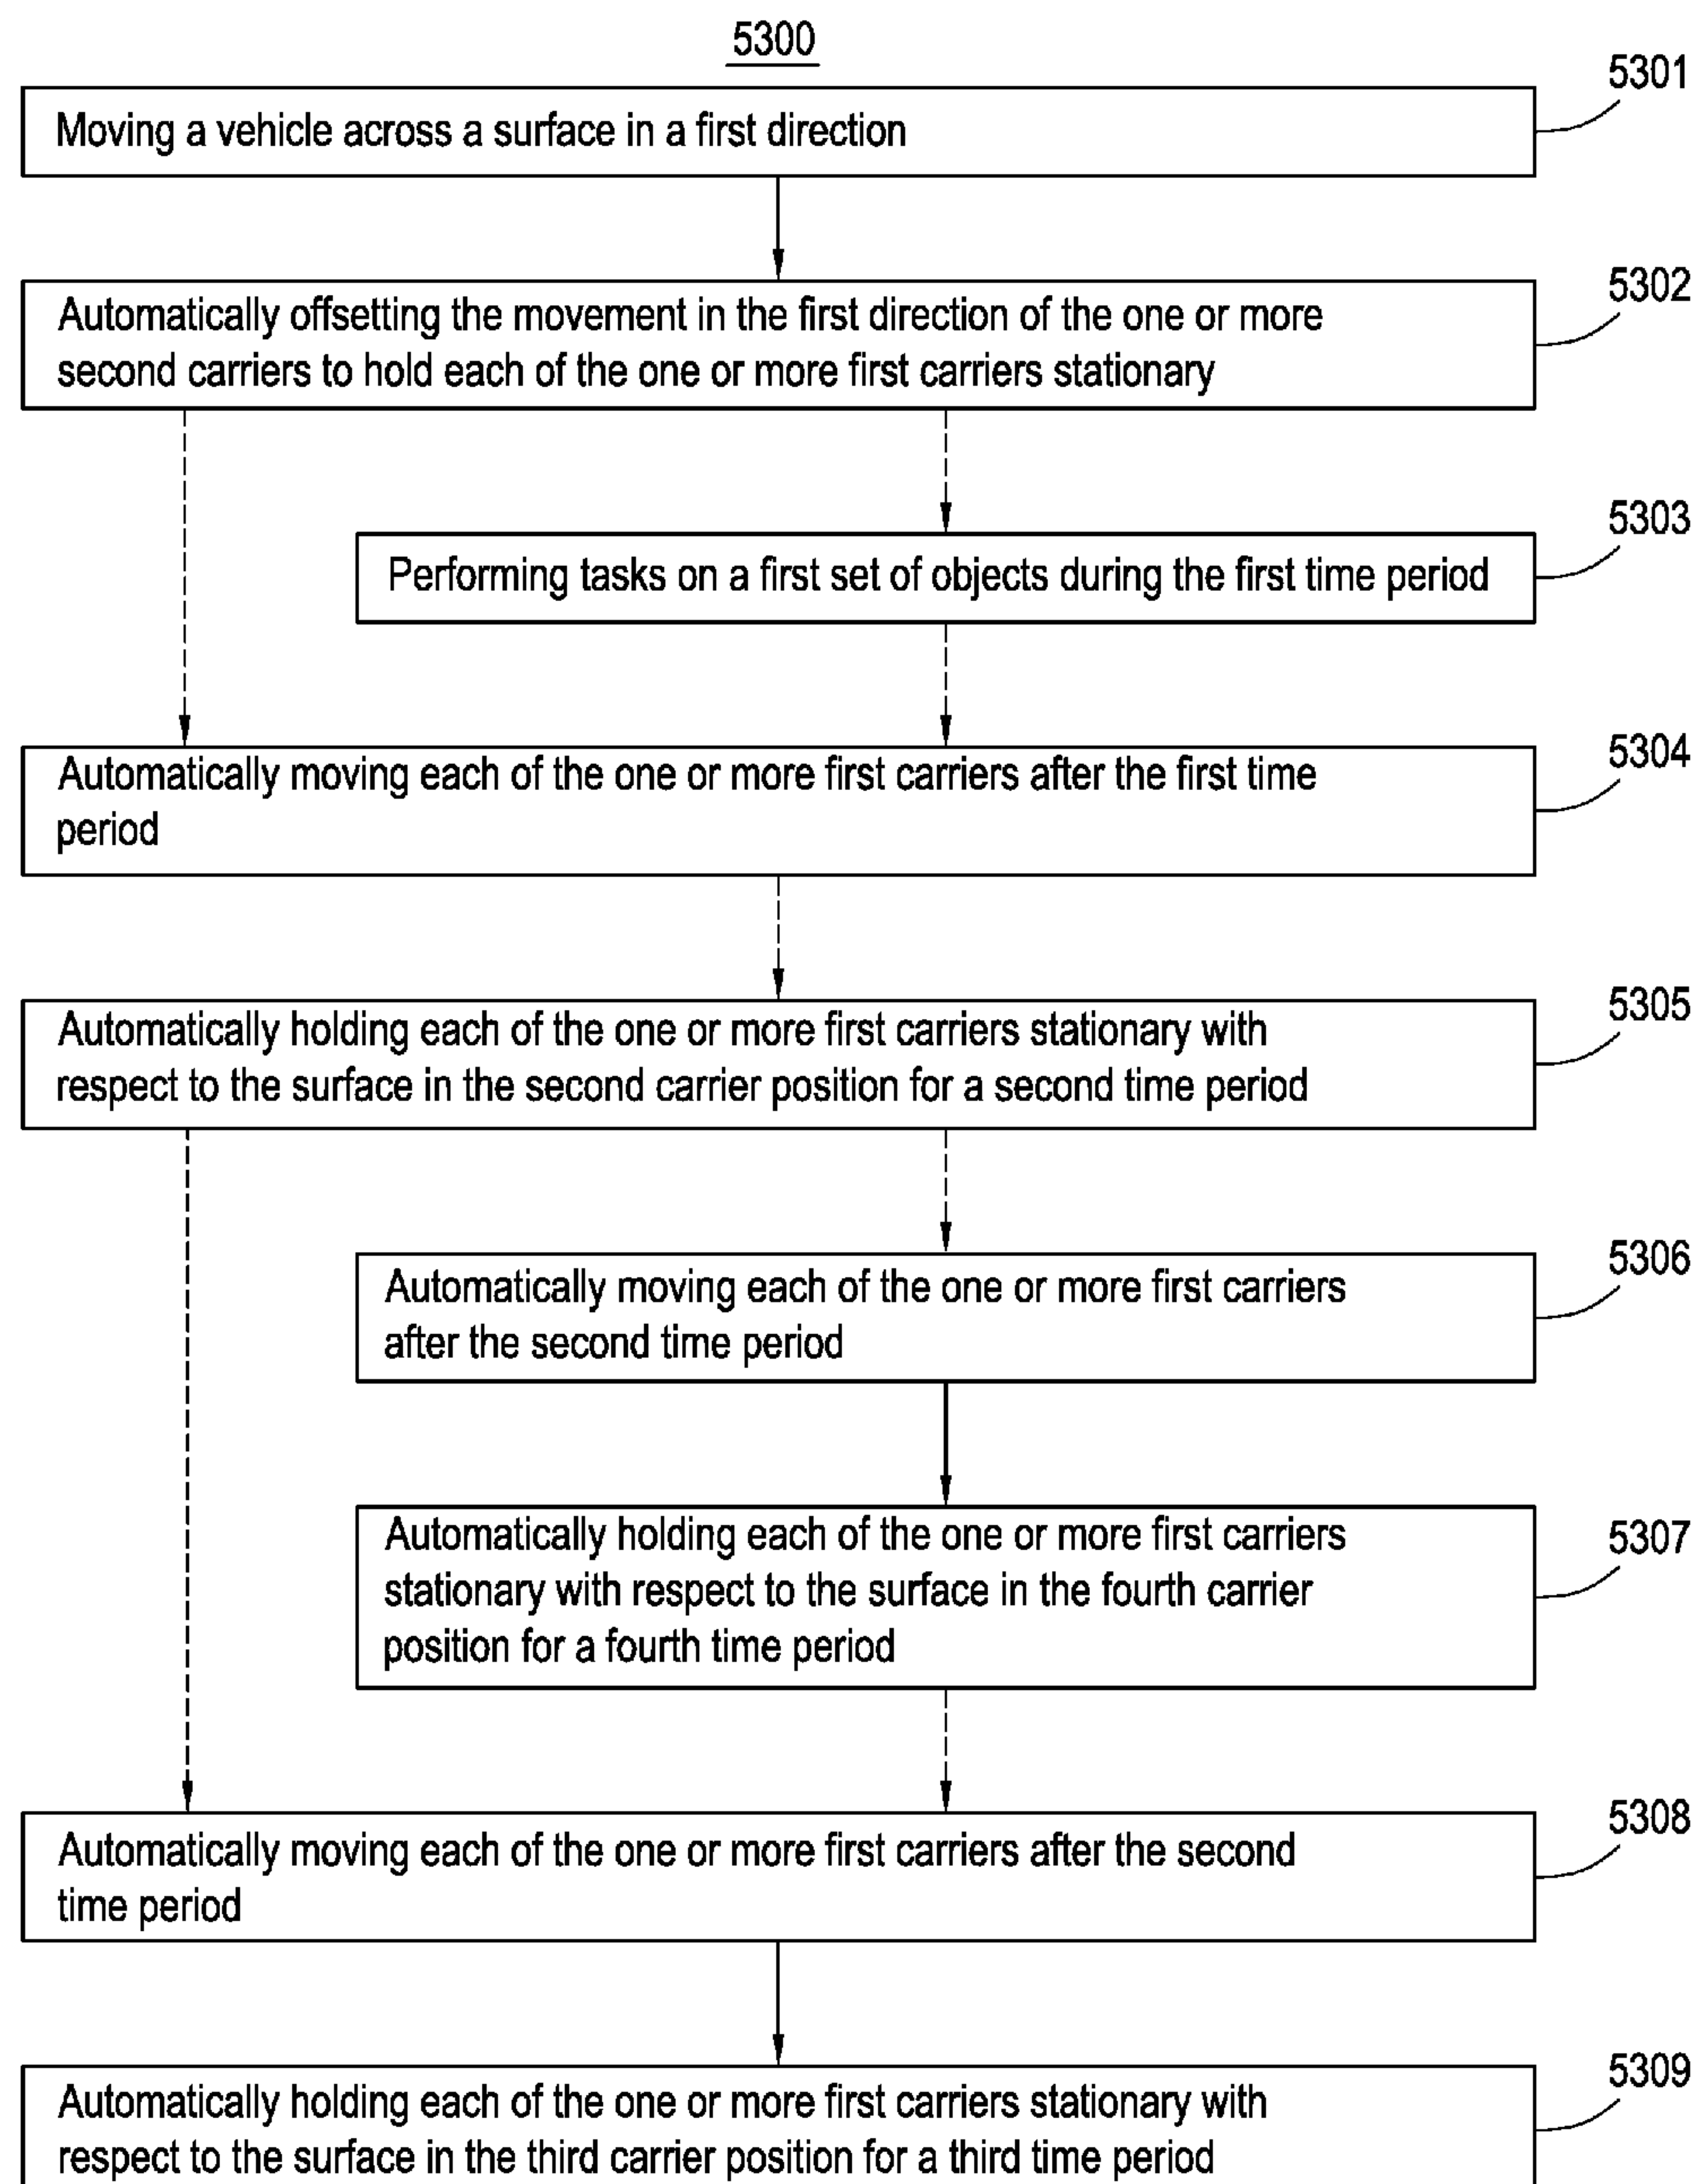 5300
5301
Moving a vehicle across a surface in a first direction
5302
Automatically offsetting the movement in the first direction of the one or more
second carriers to hold each of the one or more first carriers stationary
5303
Performing tasks on a first set of objects during the first time period
5304
Automatically moving each of the one or more first carriers after the first time
period
5305
Automatically holding each of the one or more first carriers stationary with
respect to the surface in the second carrier position for a second time period
5306
Automatically moving each of the one or more first carriers
after the second time period
5307
Automatically holding each of the one or more first carriers
stationary with respect to the surface in the fourth carrier
position for a fourth time period
5308
Automatically moving each of the one or more first carriers after the second
time period
5309
Automatically holding each of the one or more first carriers stationary with
respect to the surface in the third carrier position for a third time period